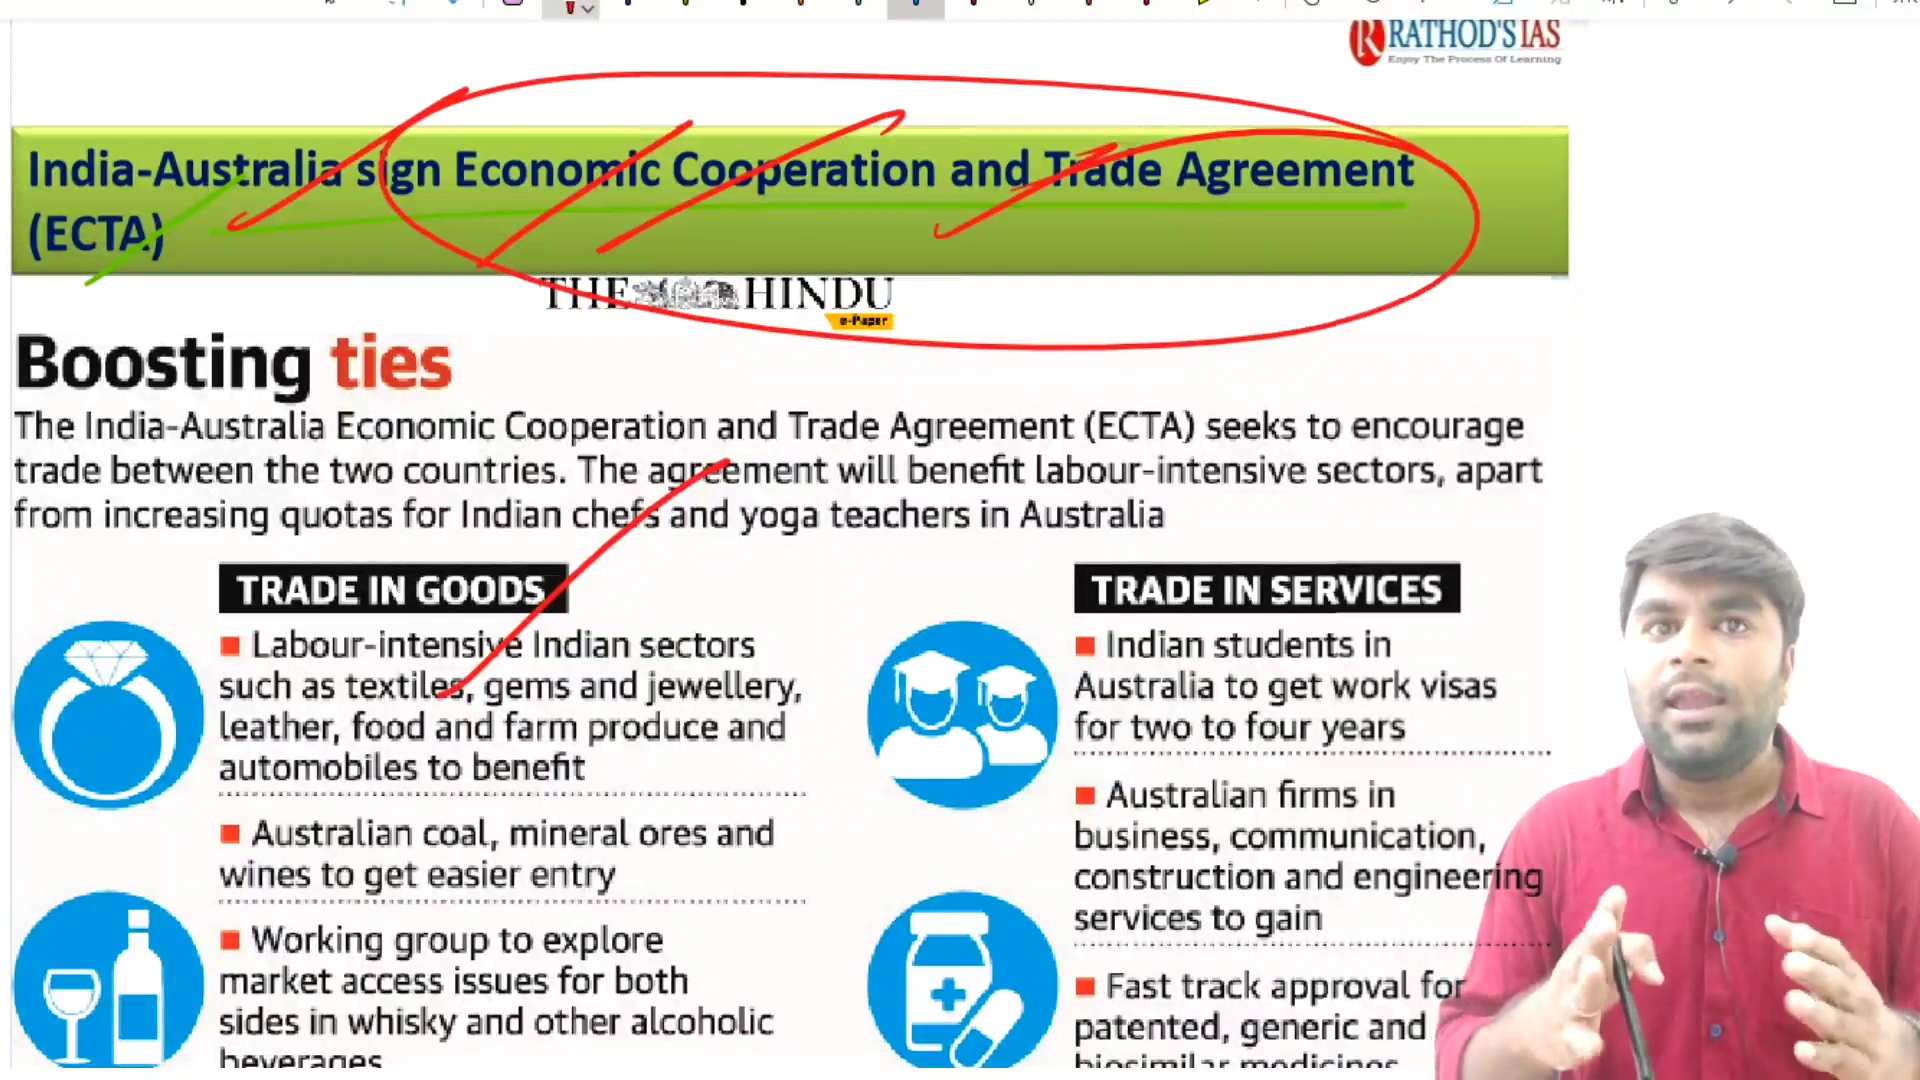 RATHOD'S IAS
Enjoy The Process Of Learning
India-Australia sign Economic Cooperation and Trade Agreement
(ECTA)
THE HINDU
e-Paper
Boosting ties
The India-Australia Economic Cooperation and Trade Agreement (ECTA) seeks to encourage
trade between the two countries. The agreement will benefit labour-intensive sectors, apart
from increasing quotas for Indian chefs and yoga teachers in Australia
TRADE IN GOODS
Labour-intensive Indian sectors
such as textiles, gems and jewellery,
leather, food and farm produce and
automobiles to benefit
Australian coal, mineral ores and
wines to get easier entry
Working group to explore
market access issues for both
sides in whisky and other alcoholic
beverages
TRADE IN SERVICES
Indian students in
Australia to get work visas
for two to four years
Australian firms in
business, communication,
construction and engineering
services to gain
Fast track approval for
patented, generic and
biosimilar medicines